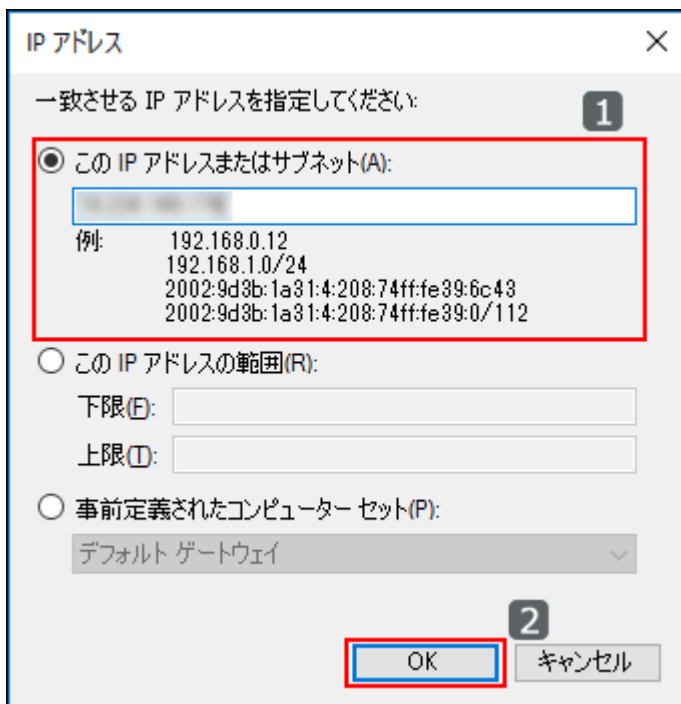 IP アドレス
一致させる IP アドレスを指定してください:
1
この IP アドレスまたはサブネット(A):
例: 192.168.0.12
192.168.1.0/24
2002:9d3b:1a31:4:208:74ff:fe39:6c43
2002:9d3b:1a31:4:208:74ff:fe39:0/112
この IP アドレスの範囲(R):
下限(F):
上限(T):
事前定義されたコンピューター セット(P):
デフォルト ゲートウェイ
2
OK キャンセル